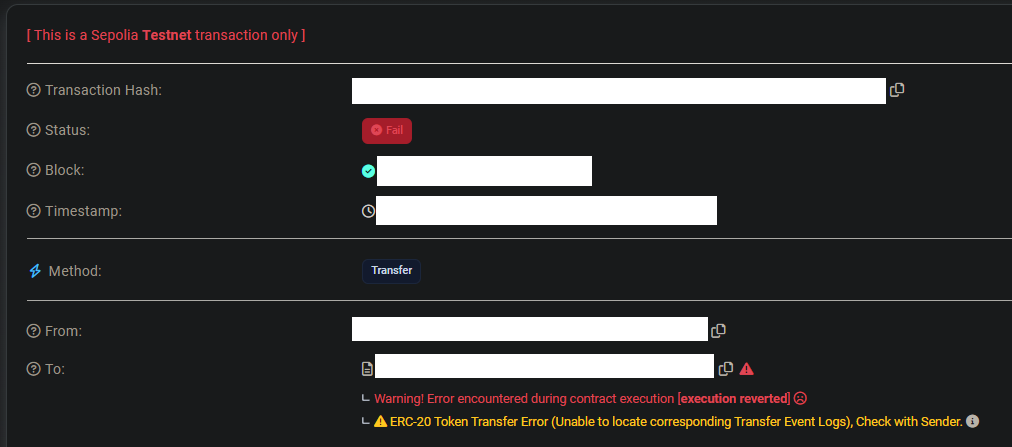 [ This is a Sepolia Testnet transaction only ]
Transaction Hash:
Status: Fail
Block:
Timestamp:
Method: Transfer
From:
To:
Warning! Error encountered during contract execution [execution reverted]
ERC-20 Token Transfer Error (Unable to locate corresponding Transfer Event Logs), Check with Sender.